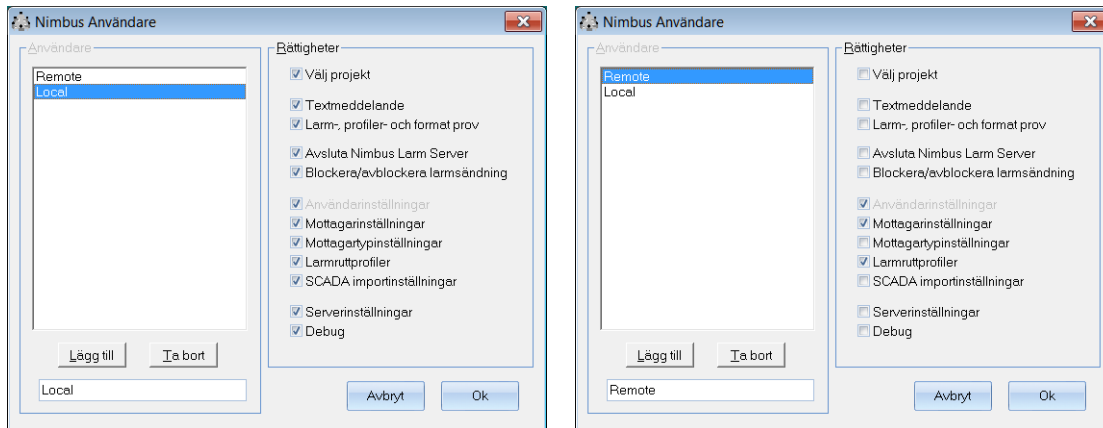 Nimbus Användare
Användare
Remote
Local
Lägg till
Ta bort
Local
Rättigheter
Välj projekt
Textmeddelande
Larm-, profiler- och format prov
Avsluta Nimbus Larm Server
Blockera/avblockera larmsändning
Användarinställningar
Mottagarinställningar
Mottagartypinställningar
Larmruttprofiler
SCADA importinställningar
Serverinställningar
Debug
Avbryt
Ok
Nimbus Användare
Användare
Remote
Local
Lägg till
Ta bort
Remote
Rättigheter
Välj projekt
Textmeddelande
Larm-, profiler- och format prov
Avsluta Nimbus Larm Server
Blockera/avblockera larmsändning
Användarinställningar
Mottagarinställningar
Mottagartypinställningar
Larmruttprofiler
SCADA importinställningar
Serverinställningar
Debug
Avbryt
Ok